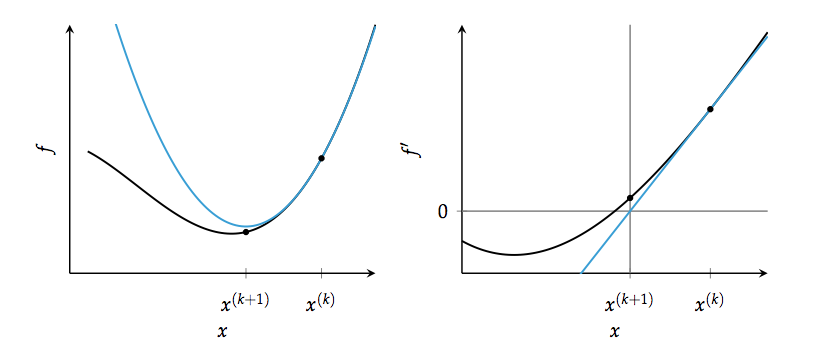 f
x^(k+1) x^(k)
x
f′
0
x^(k+1) x^(k)
x